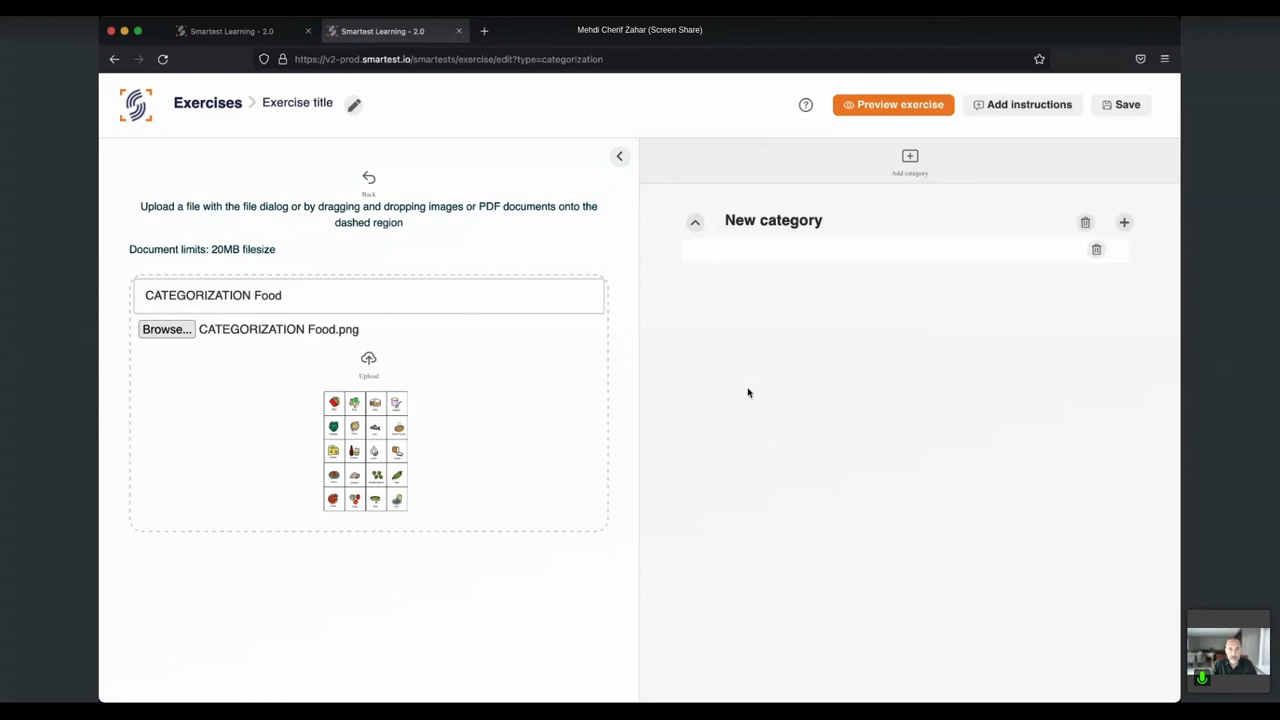 Mehdi Cherif Zahar (Screen Share)
Smartest Learning - 2.0
Smartest Learning - 2.0
https://v2-prod.smartest.io/smartests/exercise/edit?type=categorization
Exercises > Exercise title
Preview exercise
Add instructions
Save
Back
Upload a file with the file dialog or by dragging and dropping images or PDF documents onto the
dashed region
Document limits: 20MB filesize
CATEGORIZATION Food
Browse... CATEGORIZATION Food.png
Upload
Add category
New category